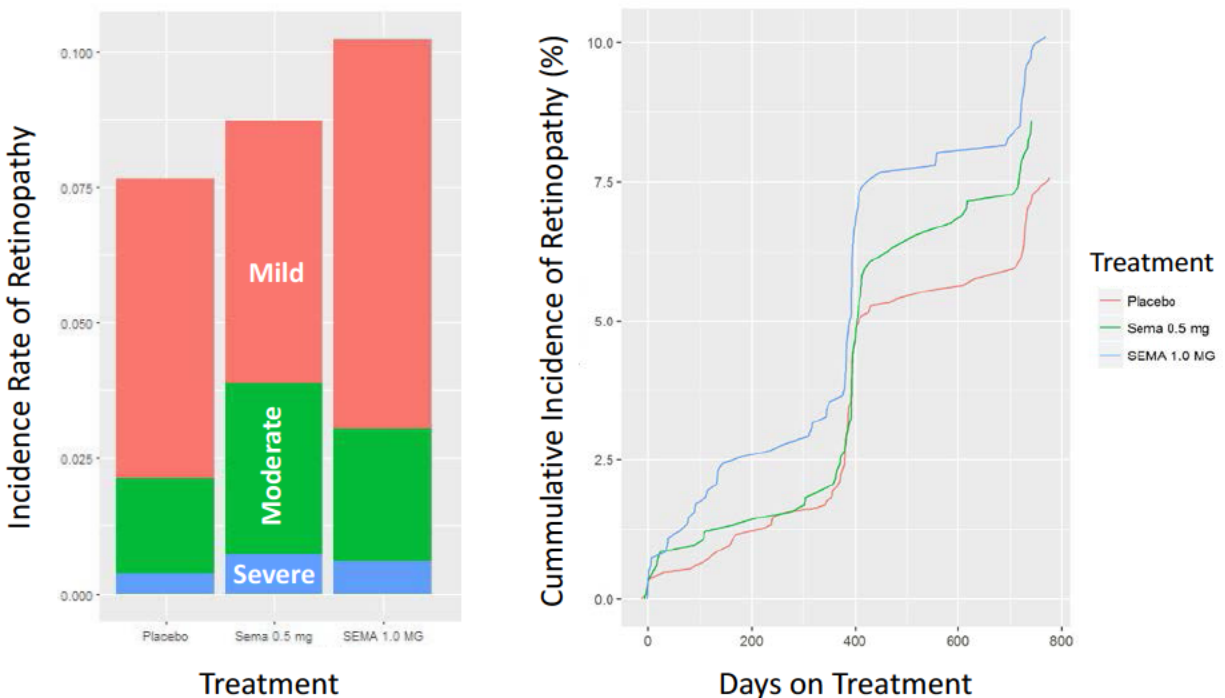 Incidence Rate of Retinopathy
0.100
0.075
0.050
0.025
0.000
Mild
Moderate
Severe
Placebo
Sema 0.5 mg
SEMA 1.0 MG
Treatment
Cummulative Incidence of Retinopathy (%)
10.0
7.5
5.0
2.5
0.0
0
200
400
600
800
Days on Treatment
Treatment
Placebo
Sema 0.5 mg
SEMA 1.0 MG